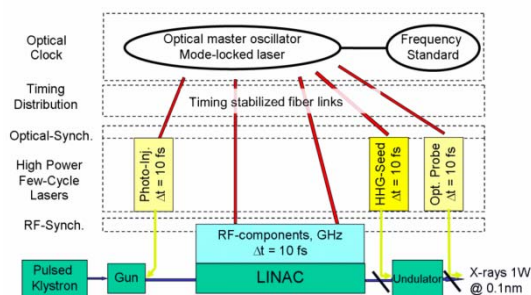 Optical
Clock
Optical master oscillator
Mode-locked laser
Frequency
Standard
Timing
Distribution
Timing stabilized fiber links
Optical-Synch.
High Power
Few-Cycle
Lasers
Photo-Inj.
Δt = 10 fs
HHG-Seed
Δt = 10 fs
Opt. Probe
Δt = 10 fs
RF-Synch.
RF-components, GHz
Δt = 10 fs
Pulsed
Klystron
Gun
LINAC
Undulator
X-rays 1W
@ 0.1nm